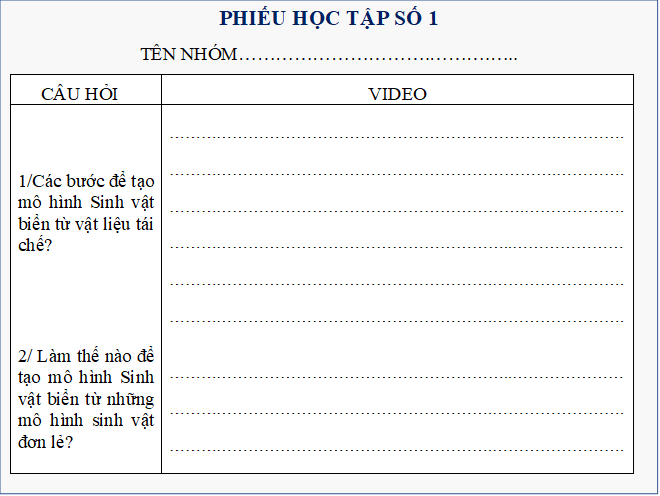 PHIẾU HỌC TẬP SỐ 1
TÊN NHÓM……………………………………..
CÂU HỎI
VIDEO
1/Các bước để tạo
mô hình Sinh vật
biển từ vật liệu tái
chế?
……………………………………………………………….
……………………………………………………………….
……………………………………………………………….
……………………………………………………………….
……………………………………………………………….
……………………………………………………………….
2/ Làm thế nào để
tạo mô hình Sinh
vật biển từ những
mô hình sinh vật
đơn lẻ?
……………………………………………………………….
……………………………………………………………….
……………………………………………………………….